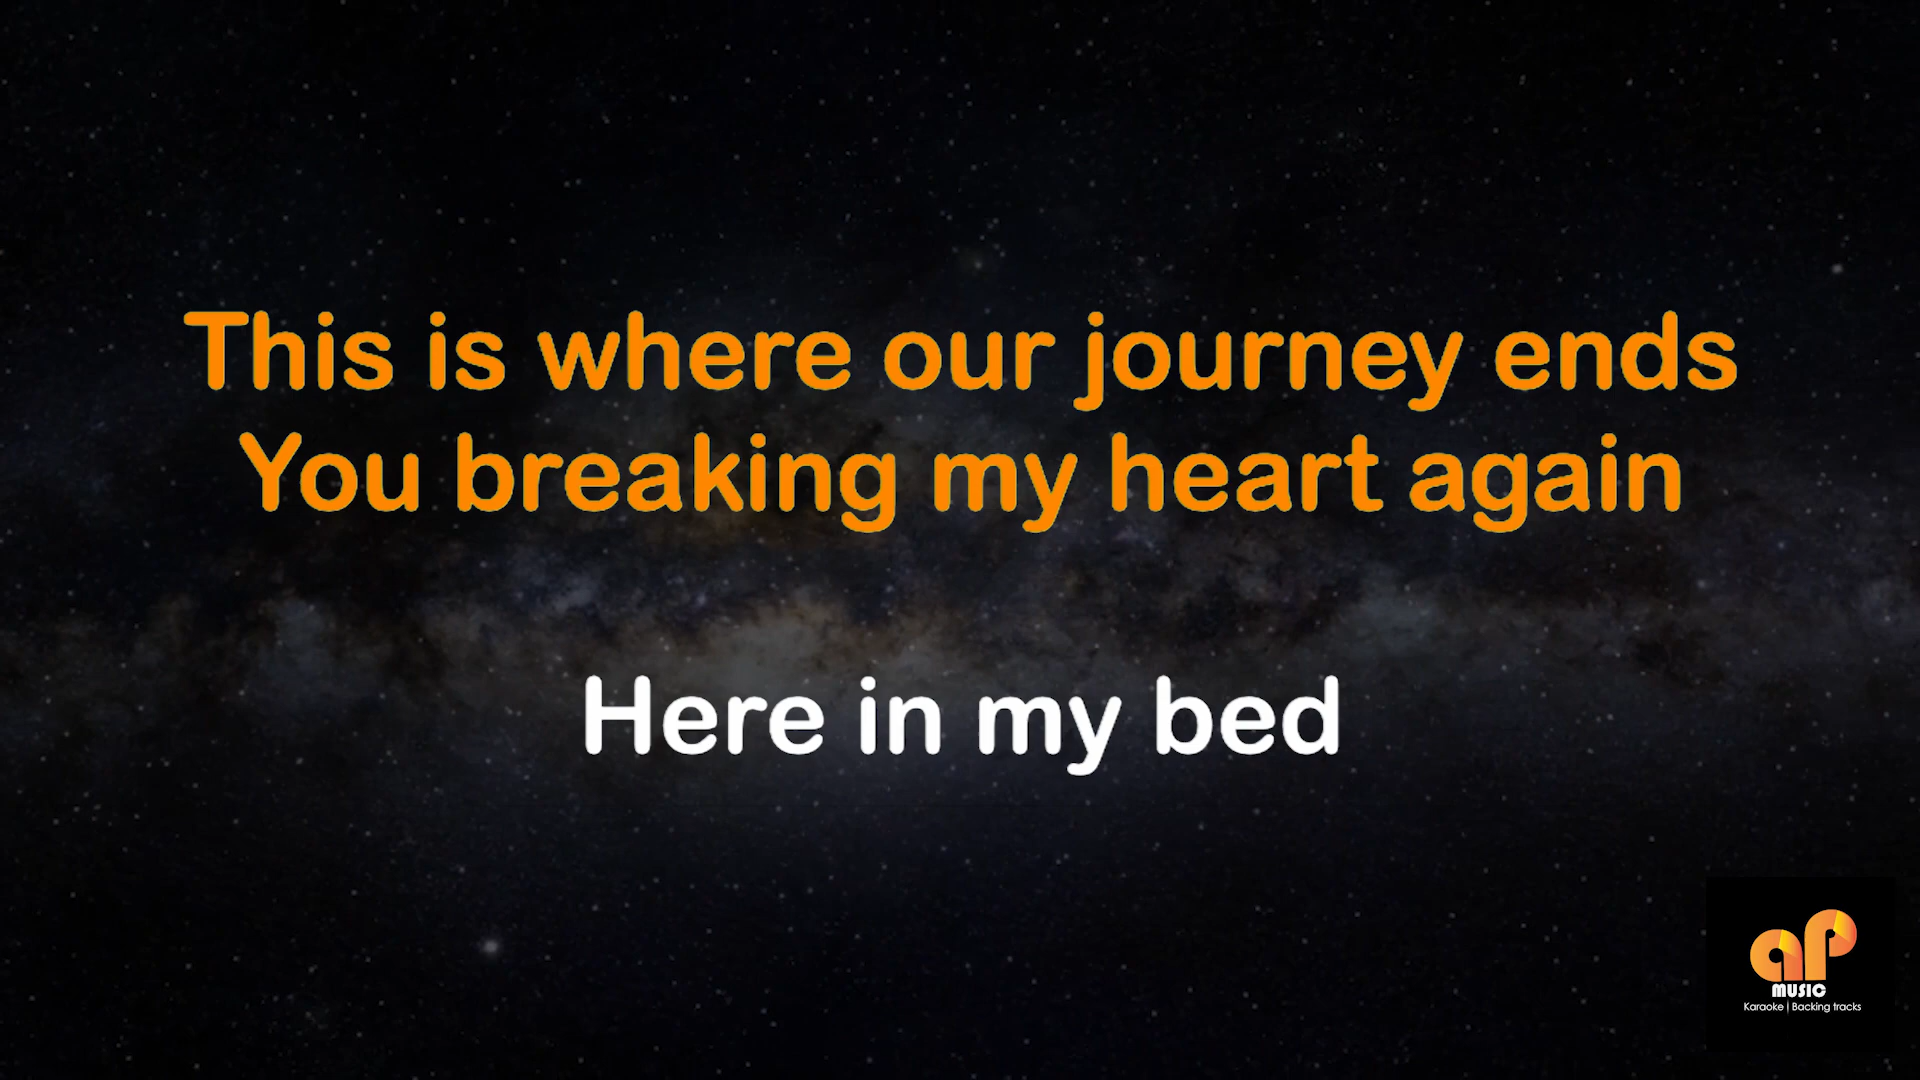 This is where our journey ends
You breaking my heart again
Here in my bed
aP
MUSIC
Karaoke | Backing tracks